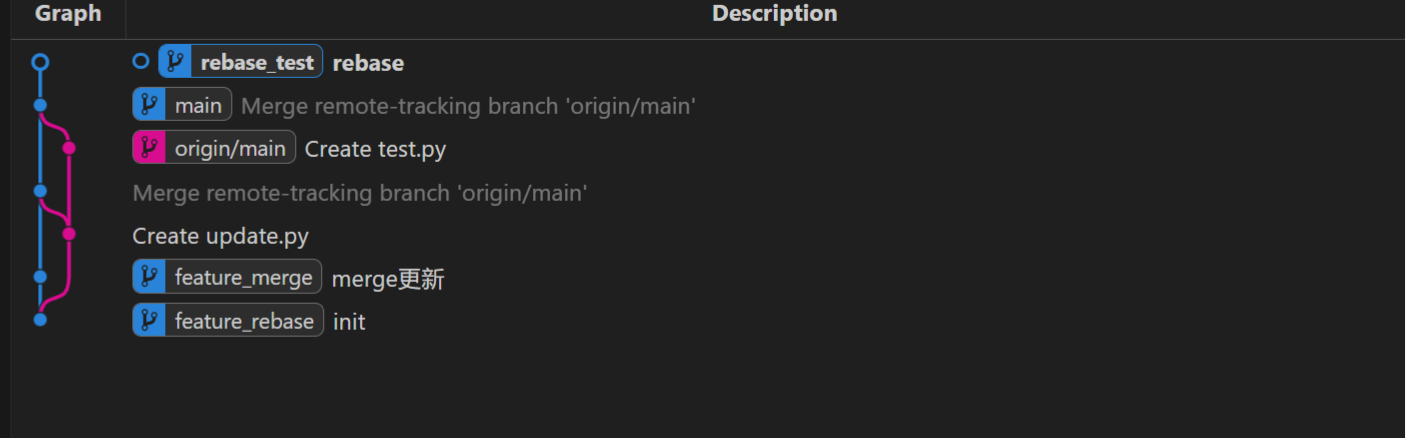 Graph Description
rebase_test rebase
main Merge remote-tracking branch 'origin/main'
origin/main Create test.py
Merge remote-tracking branch 'origin/main'
Create update.py
feature_merge merge更新
feature_rebase init